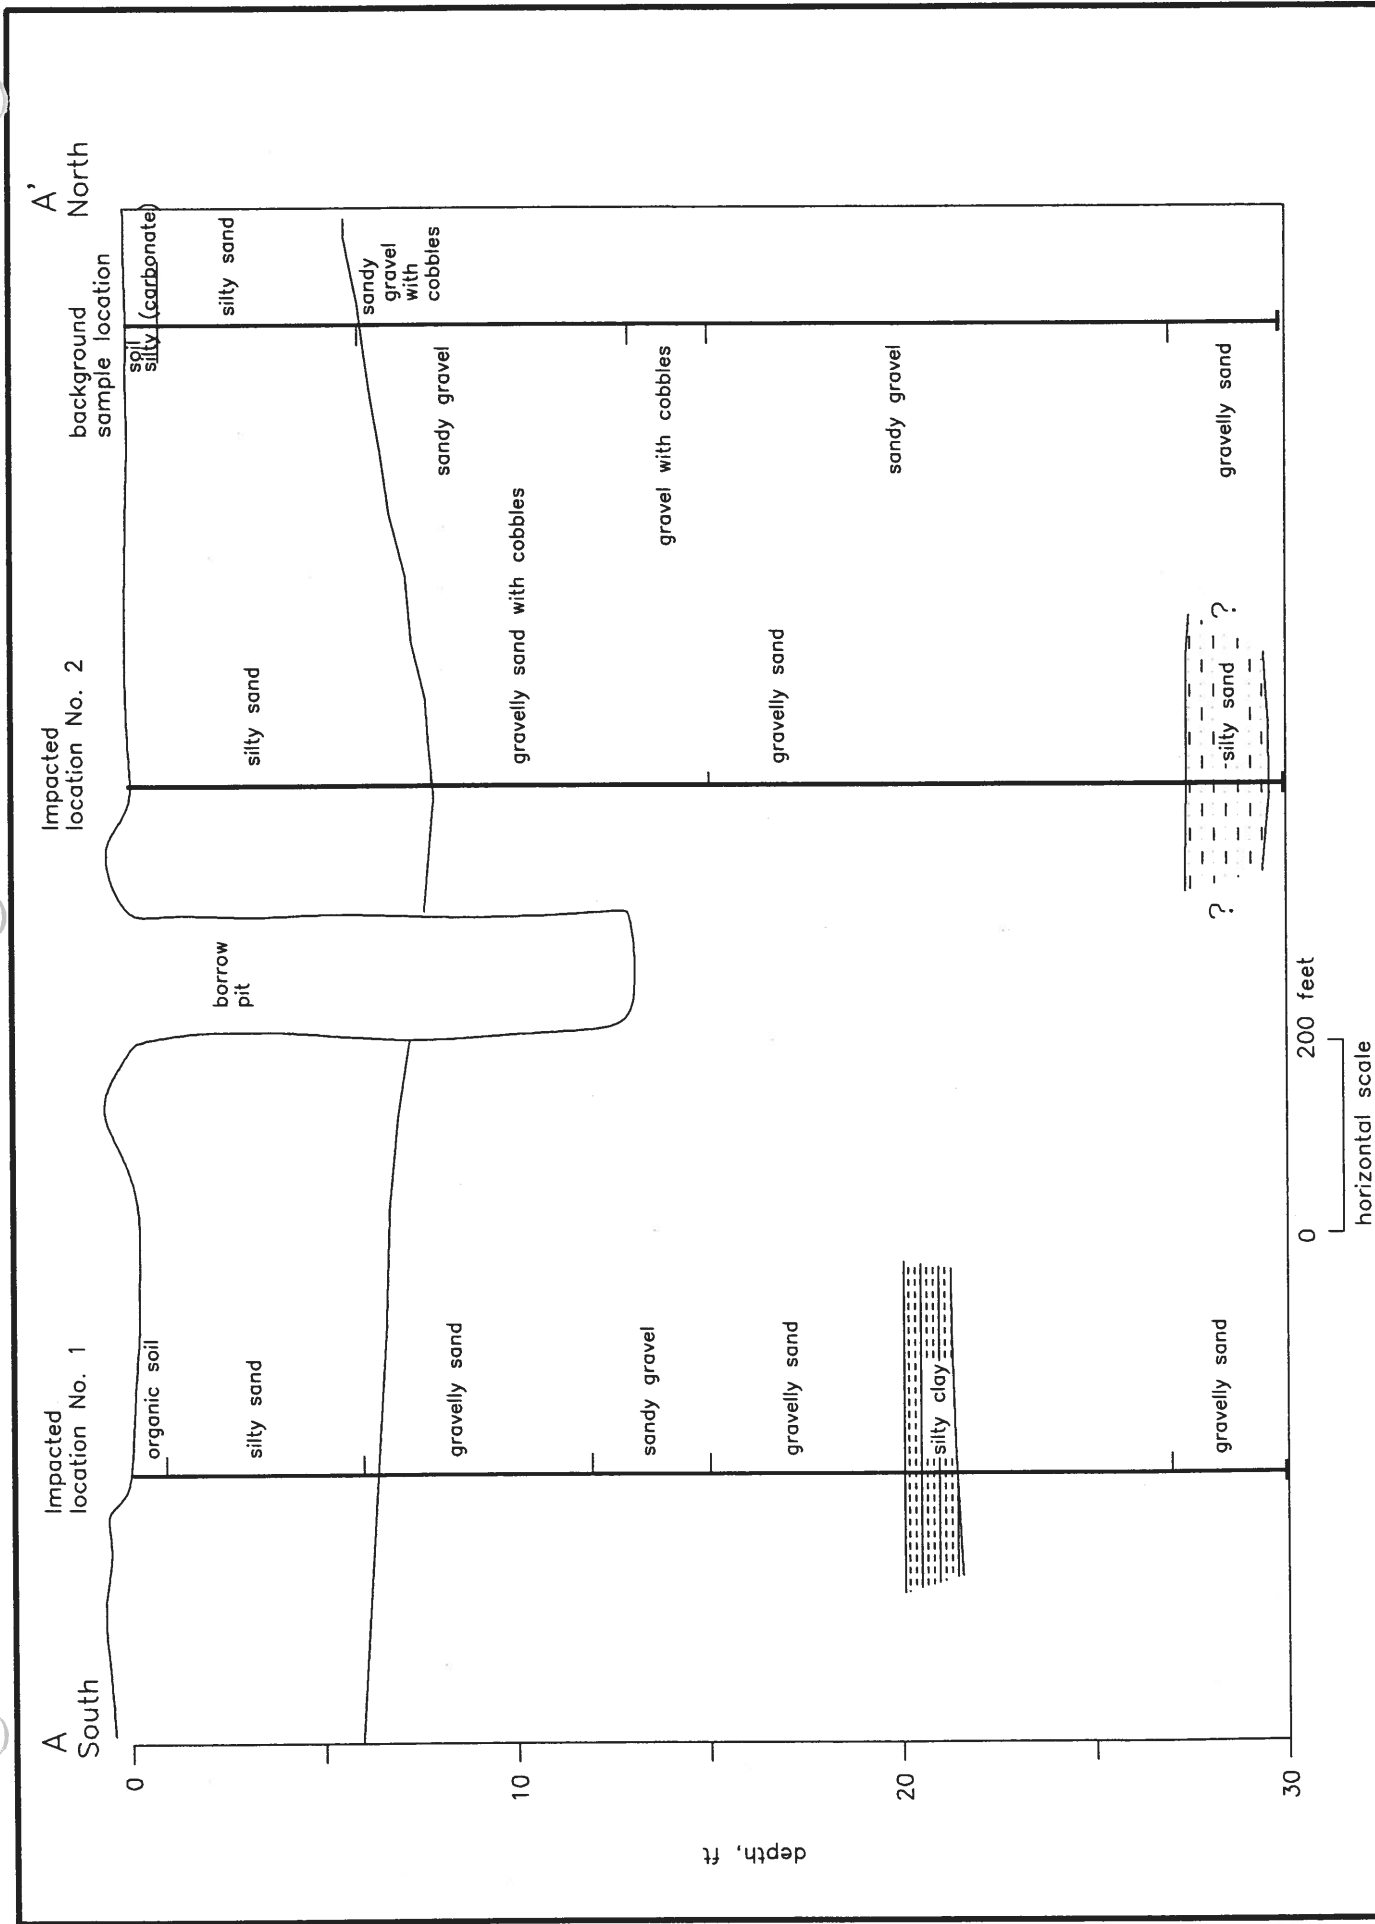 A
South
Impacted
location No. 1
Impacted
location No. 2
background
sample location
A'
North
0
10
20
30
depth, ft
organic soil
silty sand
gravelly sand
sandy gravel
gravelly sand
silty clay
gravelly sand
borrow
pit
silty sand
gravelly sand with cobbles
gravelly sand
silty sand
?
?
soil
silty (carbonate)
silty sand
sandy
gravel
with
cobbles
sandy gravel
gravel with cobbles
sandy gravel
gravelly sand
0
200 feet
horizontal scale